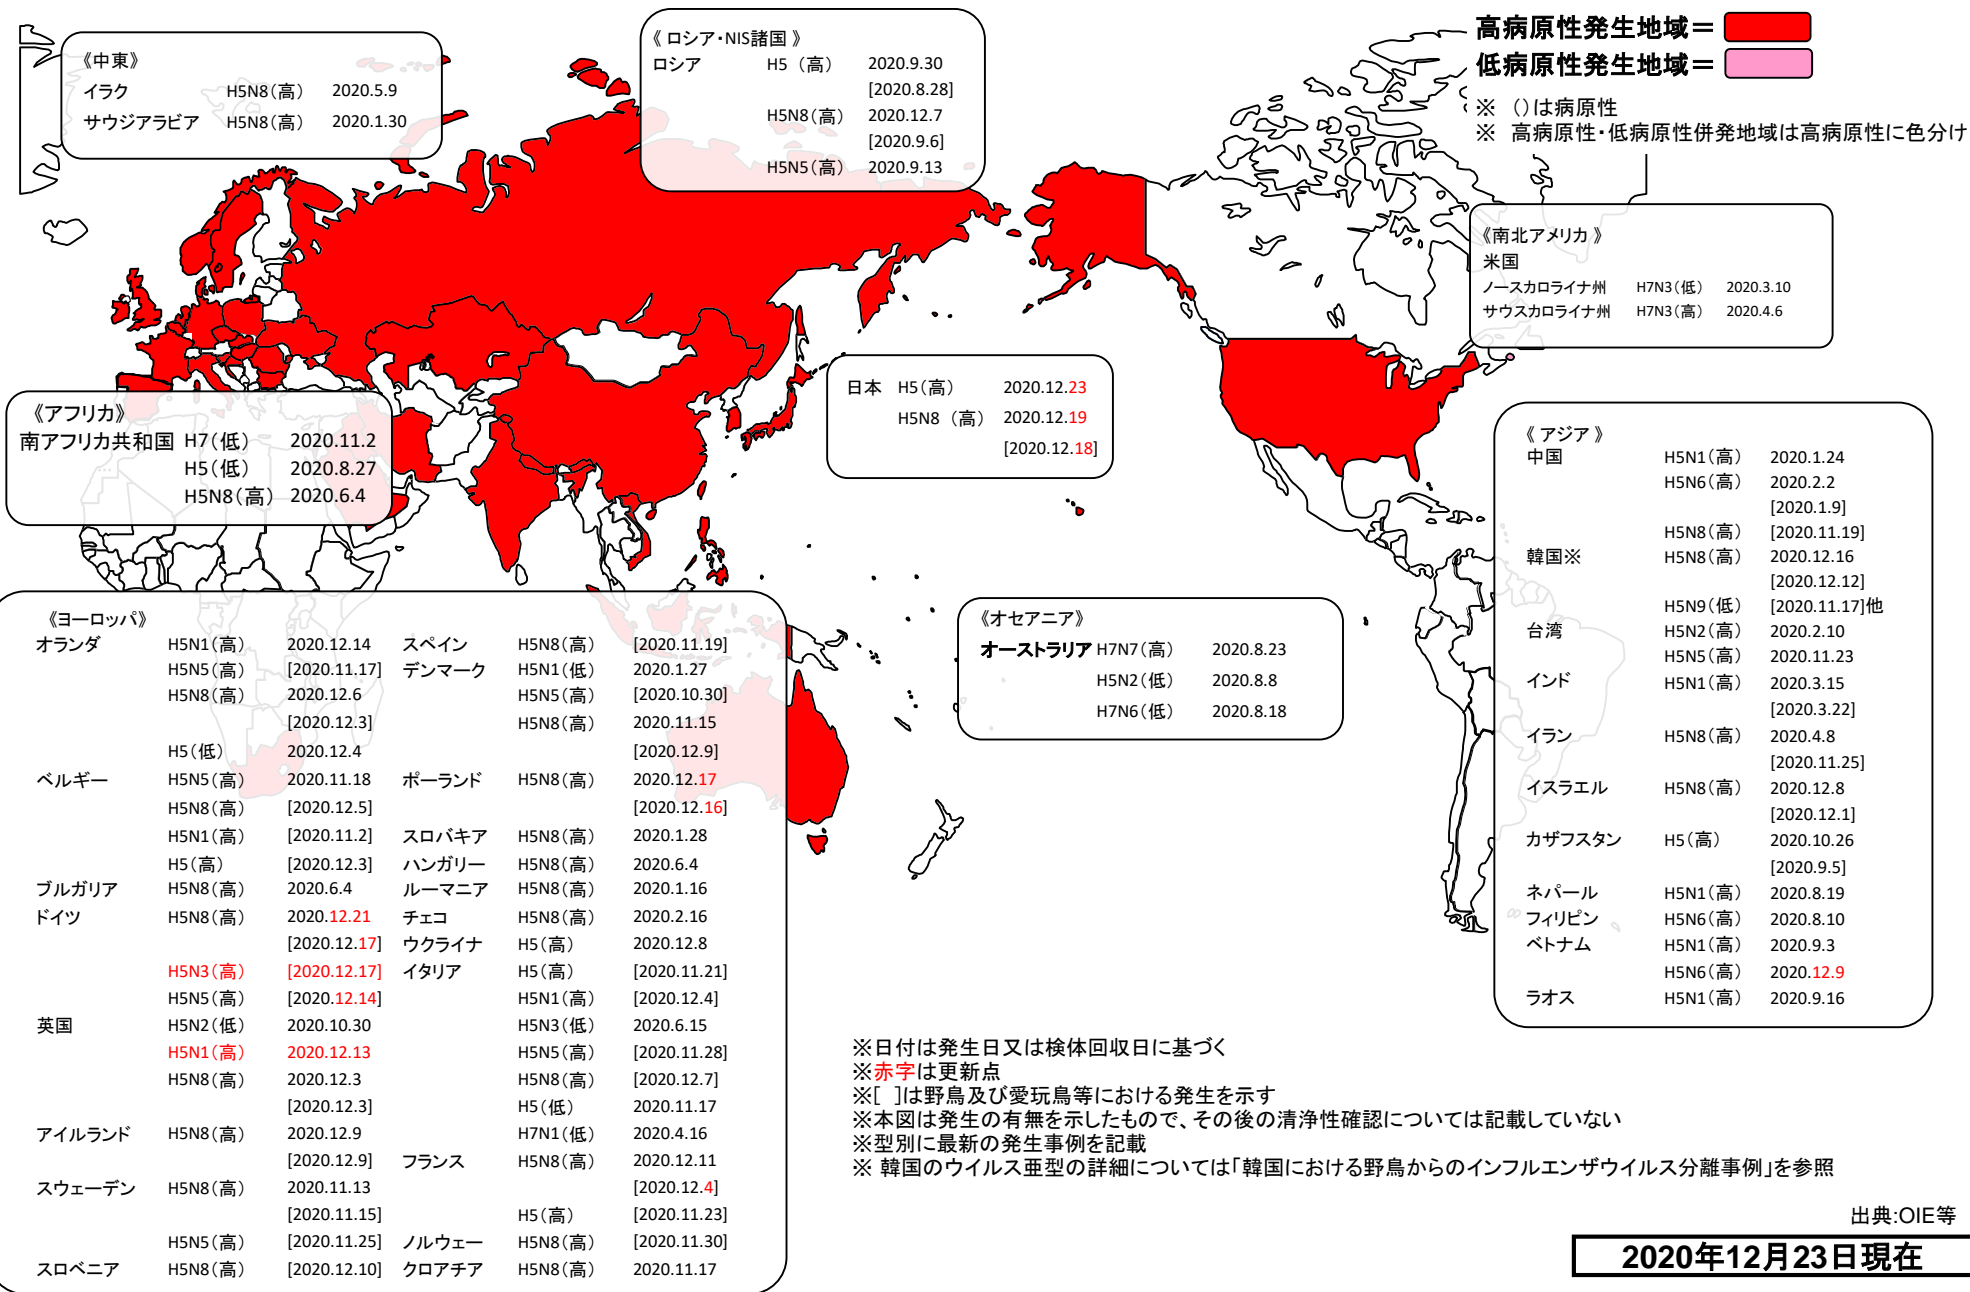 高病原性発生地域＝
低病原性発生地域＝
※ （）は病原性
※ 高病原性・低病原性併発地域は高病原性に色分け
《中東》
イラク H5N8（高） 2020.5.9
サウジアラビア H5N8（高） 2020.1.30
《 ロシア・NIS諸国 》
ロシア H5 （高） 2020.9.30
[2020.8.28]
H5N8（高） 2020.12.7
[2020.9.6]
H5N5（高） 2020.9.13
《南北アメリカ 》
米国
ノースカロライナ州 H7N3（低） 2020.3.10
サウスカロライナ州 H7N3（高） 2020.4.6
《アフリカ》
南アフリカ共和国 H7（低） 2020.11.2
H5（低） 2020.8.27
H5N8（高） 2020.6.4
日本 H5（高） 2020.12.23
H5N8 （高） 2020.12.19
[2020.12.18]
《 アジア 》
中国 H5N1（高） 2020.1.24
H5N6（高） 2020.2.2
[2020.1.9]
H5N8（高） [2020.11.19]
韓国※ H5N8（高） 2020.12.16
[2020.12.12]
H5N9（低） [2020.11.17]他
台湾 H5N2（高） 2020.2.10
H5N5（高） 2020.11.23
インド H5N1（高） 2020.3.15
[2020.3.22]
イラン H5N8（高） 2020.4.8
[2020.11.25]
イスラエル H5N8（高） 2020.12.8
[2020.12.1]
カザフスタン H5（高） 2020.10.26
[2020.9.5]
ネパール H5N1（高） 2020.8.19
フィリピン H5N6（高） 2020.8.10
ベトナム H5N1（高） 2020.9.3
H5N6（高） 2020.12.9
ラオス H5N1（高） 2020.9.16
《オセアニア》
オーストラリア H7N7（高） 2020.8.23
H5N2（低） 2020.8.8
H7N6（低） 2020.8.18
《ヨーロッパ》
オランダ H5N1（高） 2020.12.14 スペイン H5N8（高） [2020.11.19]
H5N5（高） [2020.11.17] デンマーク H5N1（低） 2020.1.27
H5N8（高） 2020.12.6 H5N5（高） [2020.10.30]
[2020.12.3] H5N8（高） 2020.11.15
H5（低） 2020.12.4 [2020.12.9]
ベルギー H5N5（高） 2020.11.18 ポーランド H5N8（高） 2020.12.17
H5N8（高） [2020.12.5] [2020.12.16]
H5N1（高） [2020.11.2] スロバキア H5N8（高） 2020.1.28
H5（高） [2020.12.3] ハンガリー H5N8（高） 2020.6.4
ブルガリア H5N8（高） 2020.6.4 ルーマニア H5N8（高） 2020.1.16
ドイツ H5N8（高） 2020.12.21 チェコ H5N8（高） 2020.2.16
[2020.12.17] ウクライナ H5（高） 2020.12.8
H5N3（高） [2020.12.17] イタリア H5（高） [2020.11.21]
H5N5（高） [2020.12.14] H5N1（高） [2020.12.4]
英国 H5N2（低） 2020.10.30 H5N3（低） 2020.6.15
H5N1（高） 2020.12.13 H5N5（高） [2020.11.28]
H5N8（高） 2020.12.3 H5N8（高） [2020.12.7]
[2020.12.3] H5（低） 2020.11.17
アイルランド H5N8（高） 2020.12.9 H7N1（低） 2020.4.16
[2020.12.9] フランス H5N8（高） 2020.12.11
スウェーデン H5N8（高） 2020.11.13 [2020.12.4]
[2020.11.15] H5（高） [2020.11.23]
H5N5（高） [2020.11.25] ノルウェー H5N8（高） [2020.11.30]
スロベニア H5N8（高） [2020.12.10] クロアチア H5N8（高） 2020.11.17
※日付は発生日又は検体回収日に基づく
※赤字は更新点
※[ ]は野鳥及び愛玩鳥等における発生を示す
※本図は発生の有無を示したもので、その後の清浄性確認については記載していない
※型別に最新の発生事例を記載
※ 韓国のウイルス亜型の詳細については「韓国における野鳥からのインフルエンザウイルス分離事例」を参照
出典:OIE等
2020年12月23日現在